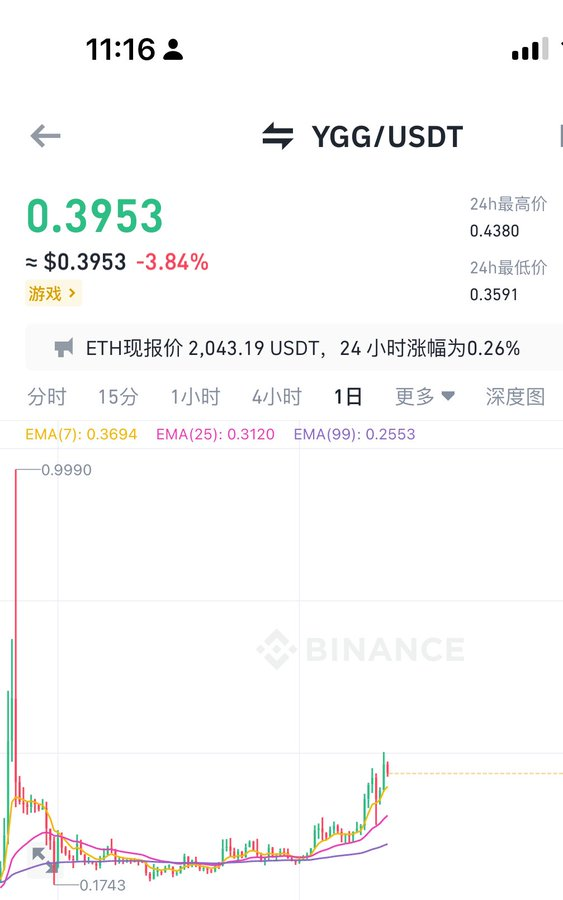 11:16
YGG/USDT
0.3953
24h最高价
0.4380
≈ $0.3953 -3.84%
24h最低价
0.3591
游戏 >
ETH现报价 2,043.19 USDT，24 小时涨幅为0.26%
分时 15分 1小时 4小时 1日 更多 深度图
EMA(7): 0.3694 EMA(25): 0.3120 EMA(99): 0.2553
0.9990
BINANCE
0.1743